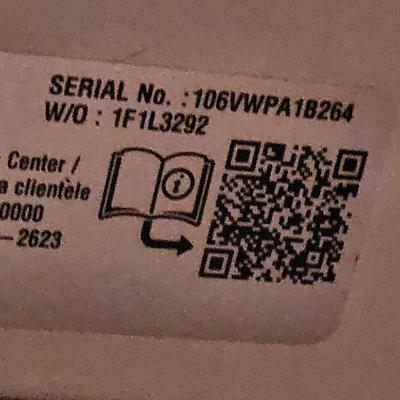 SERIAL No. :106VWPA1B264
W/O : 1F1L3292
Center /
a clientèle
0000
–2623
i